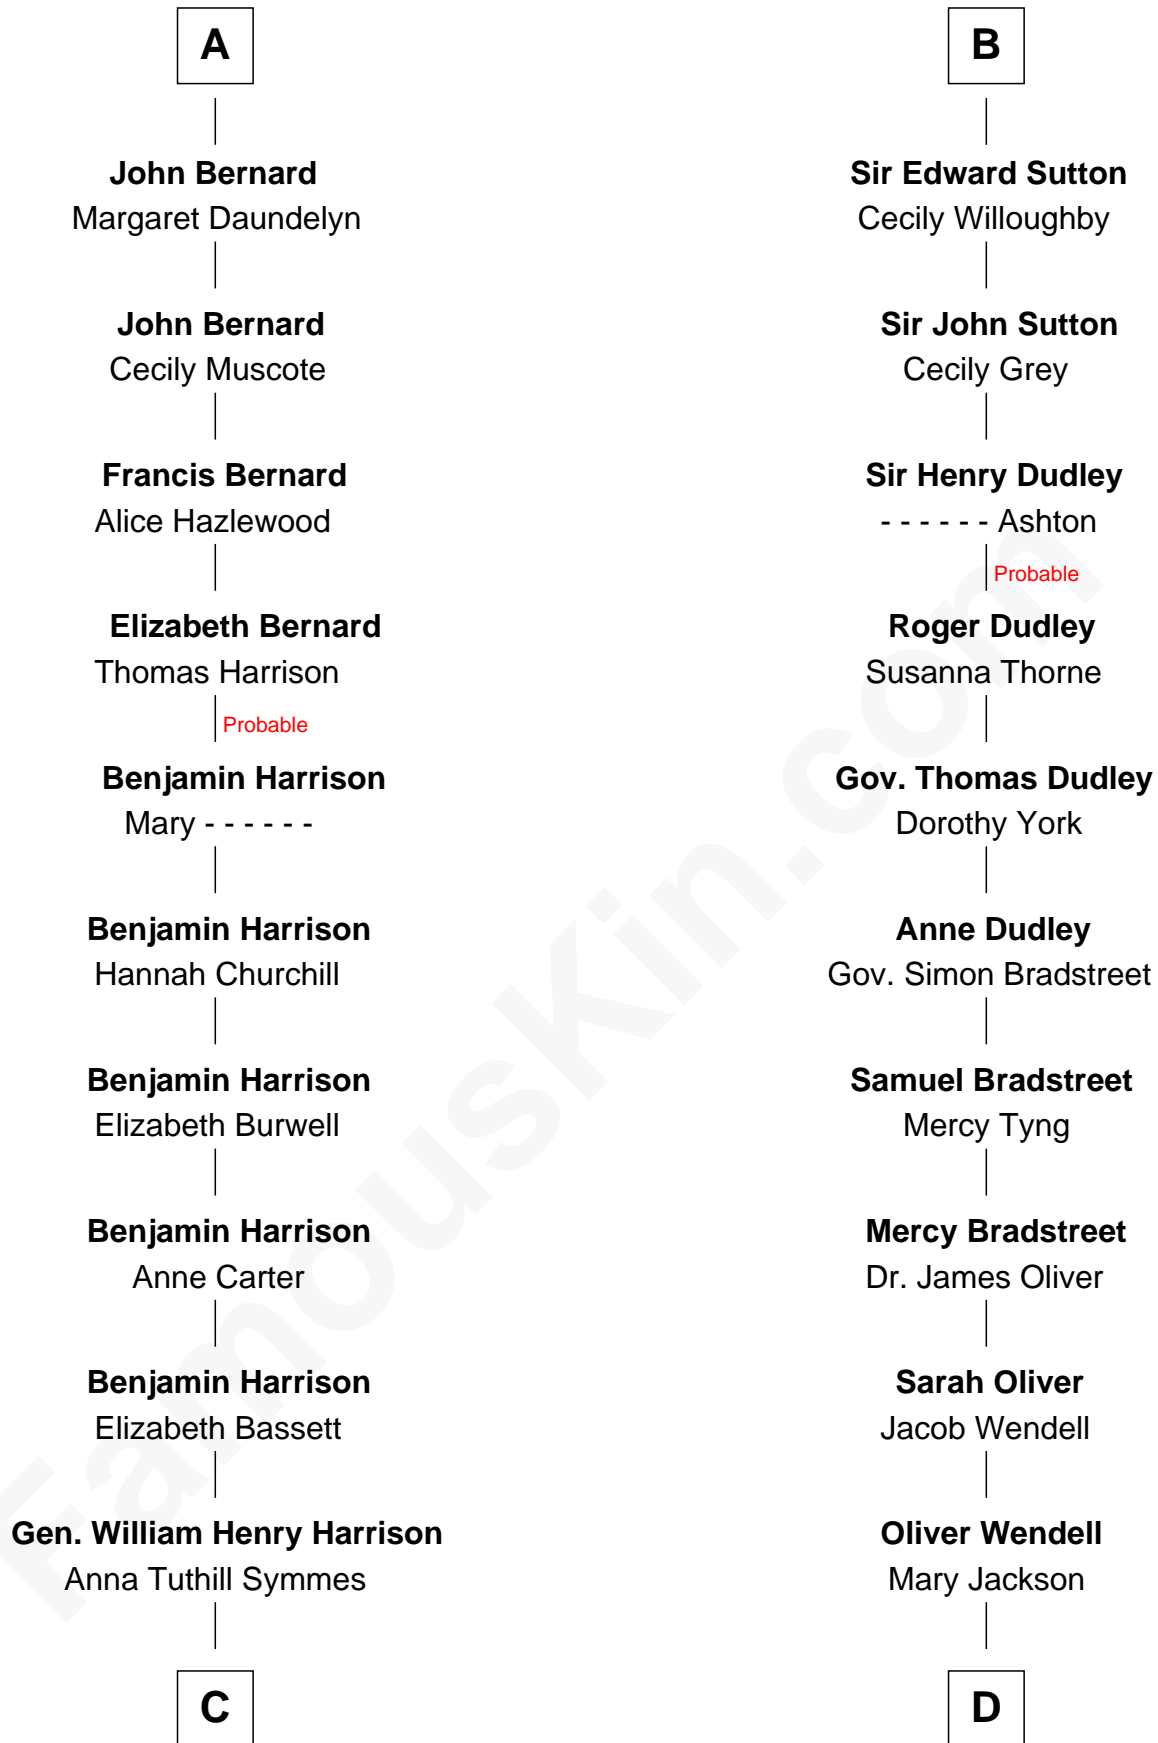 A
John Bernard
Margaret Daundelyn
John Bernard
Cecily Muscote
Francis Bernard
Alice Hazlewood
Elizabeth Bernard
Thomas Harrison
Probable
Benjamin Harrison
Mary - - - - - -
Benjamin Harrison
Hannah Churchill
Benjamin Harrison
Elizabeth Burwell
Benjamin Harrison
Anne Carter
Benjamin Harrison
Elizabeth Bassett
Gen. William Henry Harrison
Anna Tuthill Symmes
C
B
Sir Edward Sutton
Cecily Willoughby
Sir John Sutton
Cecily Grey
Sir Henry Dudley
- - - - - - Ashton
Probable
Roger Dudley
Susanna Thorne
Gov. Thomas Dudley
Dorothy York
Anne Dudley
Gov. Simon Bradstreet
Samuel Bradstreet
Mercy Tyng
Mercy Bradstreet
Dr. James Oliver
Sarah Oliver
Jacob Wendell
Oliver Wendell
Mary Jackson
D
FamousKin.com